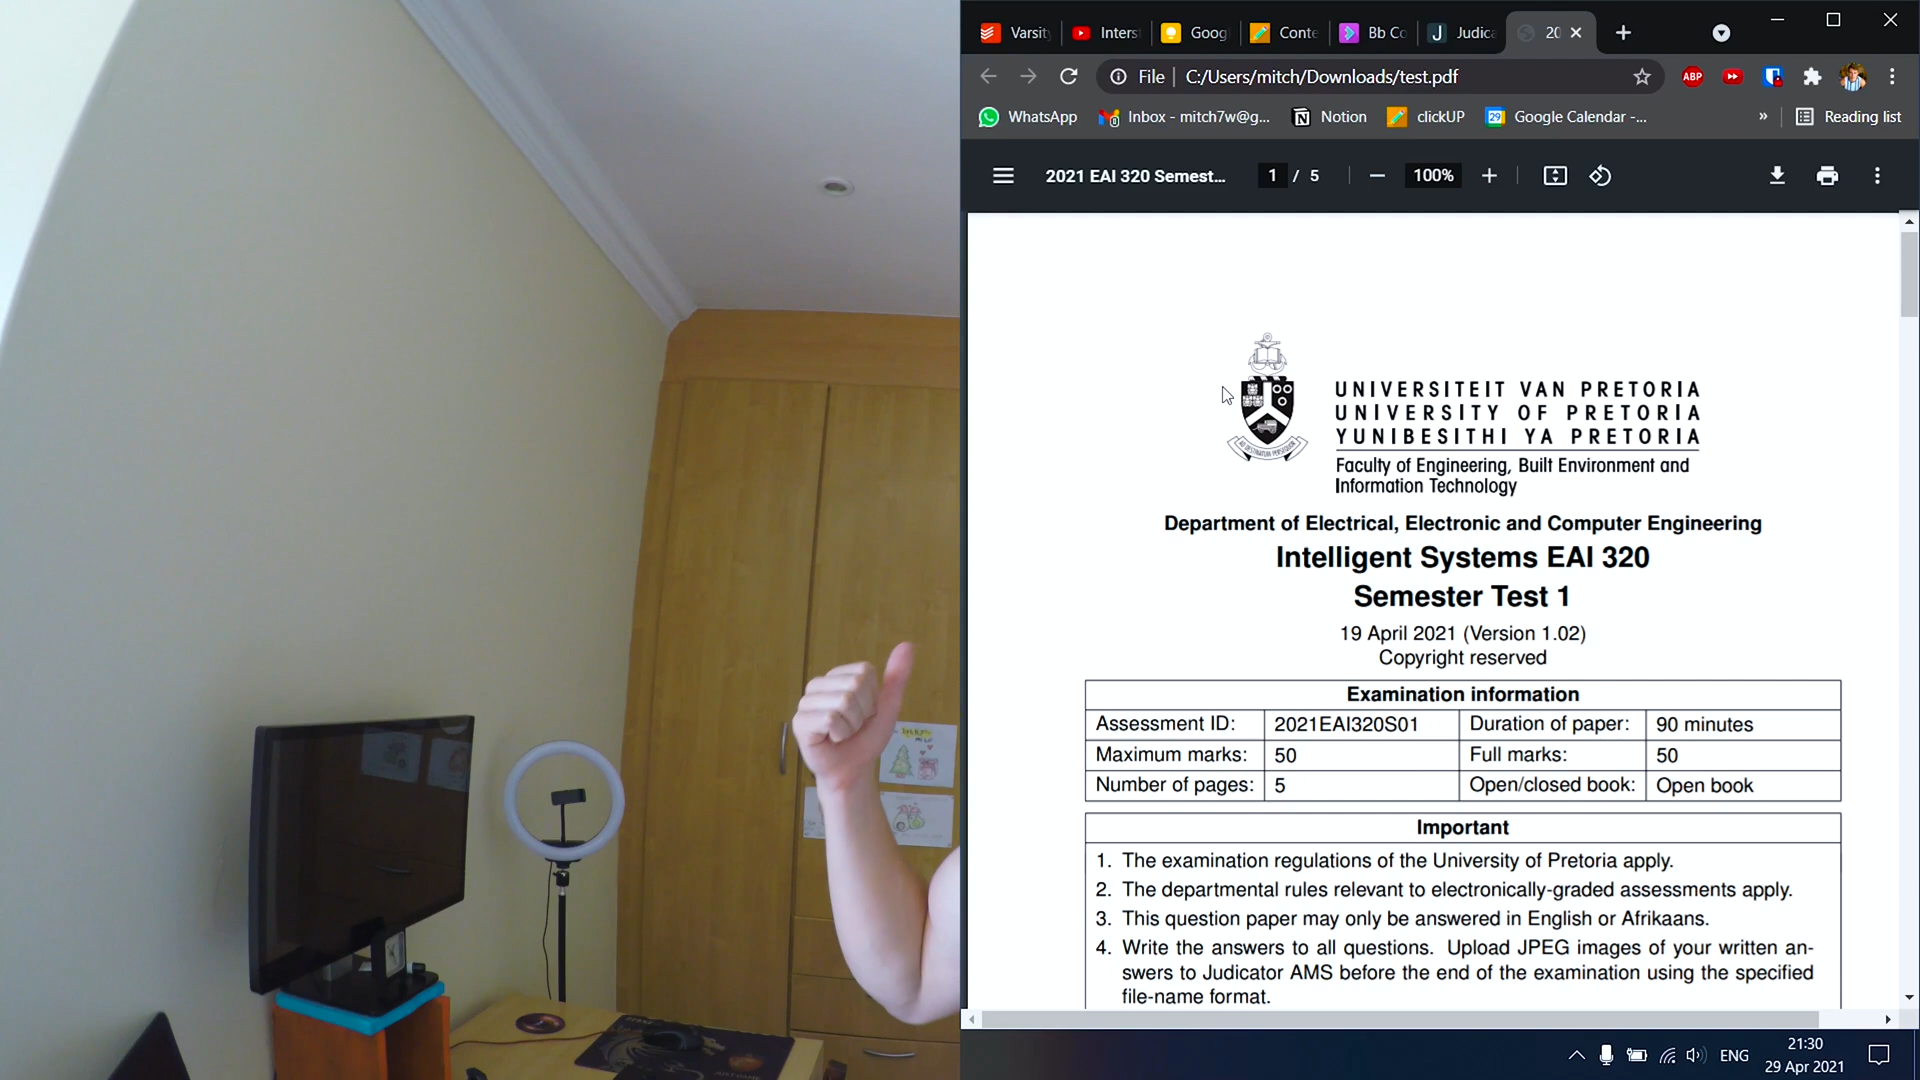 Varsity
Inters
Goog
Conte
Bb Co
Judica
20
File
C:/Users/mitch/Downloads/test.pdf
ABP
WhatsApp
Inbox - mitch7w@g...
Notion
clickUP
29
Google Calendar -...
»
Reading list
2021 EAI 320 Semest...
1 / 5
100%
UNIVERSITEIT VAN PRETORIA
UNIVERSITY OF PRETORIA
YUNIBESITHI YA PRETORIA
Faculty of Engineering, Built Environment and
Information Technology
Department of Electrical, Electronic and Computer Engineering
Intelligent Systems EAI 320
Semester Test 1
19 April 2021 (Version 1.02)
Copyright reserved
Examination information
Assessment ID: 2021EAI320S01 Duration of paper: 90 minutes
Maximum marks: 50 Full marks: 50
Number of pages: 5 Open/closed book: Open book
Important
1. The examination regulations of the University of Pretoria apply.
2. The departmental rules relevant to electronically-graded assessments apply.
3. This question paper may only be answered in English or Afrikaans.
4. Write the answers to all questions. Upload JPEG images of your written an-
swers to Judicator AMS before the end of the examination using the specified
file-name format.
ENG
21:30
29 Apr 2021